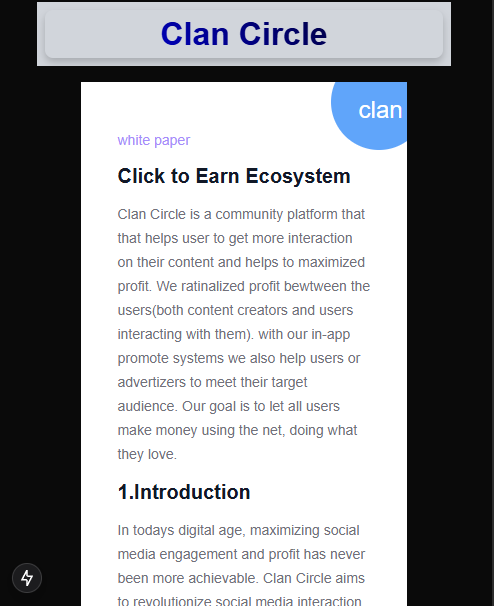 Clan Circle
clan
white paper
Click to Earn Ecosystem
Clan Circle is a community platform that
that helps user to get more interaction
on their content and helps to maximized
profit. We ratinalized profit bewtween the
users(both content creators and users
interacting with them). with our in-app
promote systems we also help users or
advertizers to meet their target
audience. Our goal is to let all users
make money using the net, doing what
they love.
1.Introduction
In todays digital age, maximizing social
media engagement and profit has never
been more achievable. Clan Circle aims
to revolutionize social media interaction